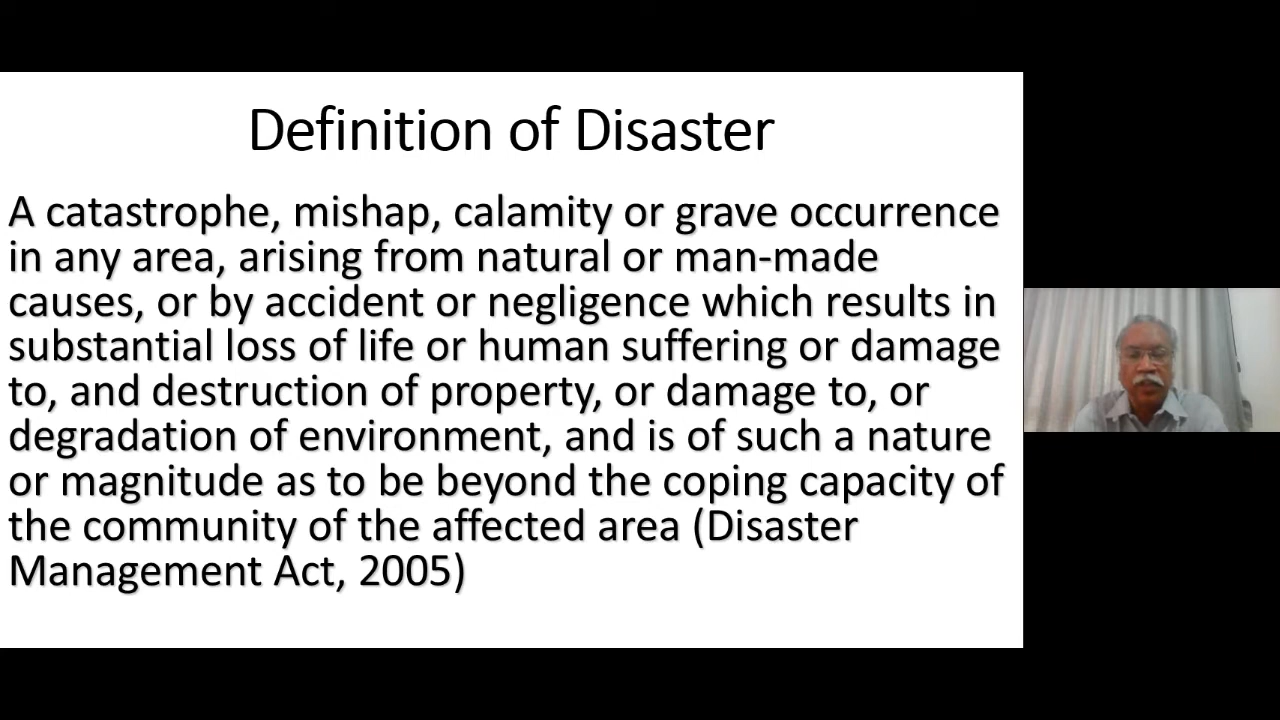 Definition of Disaster
A catastrophe, mishap, calamity or grave occurrence
in any area, arising from natural or man-made
causes, or by accident or negligence which results in
substantial loss of life or human suffering or damage
to, and destruction of property, or damage to, or
degradation of environment, and is of such a nature
or magnitude as to be beyond the coping capacity of
the community of the affected area (Disaster
Management Act, 2005)